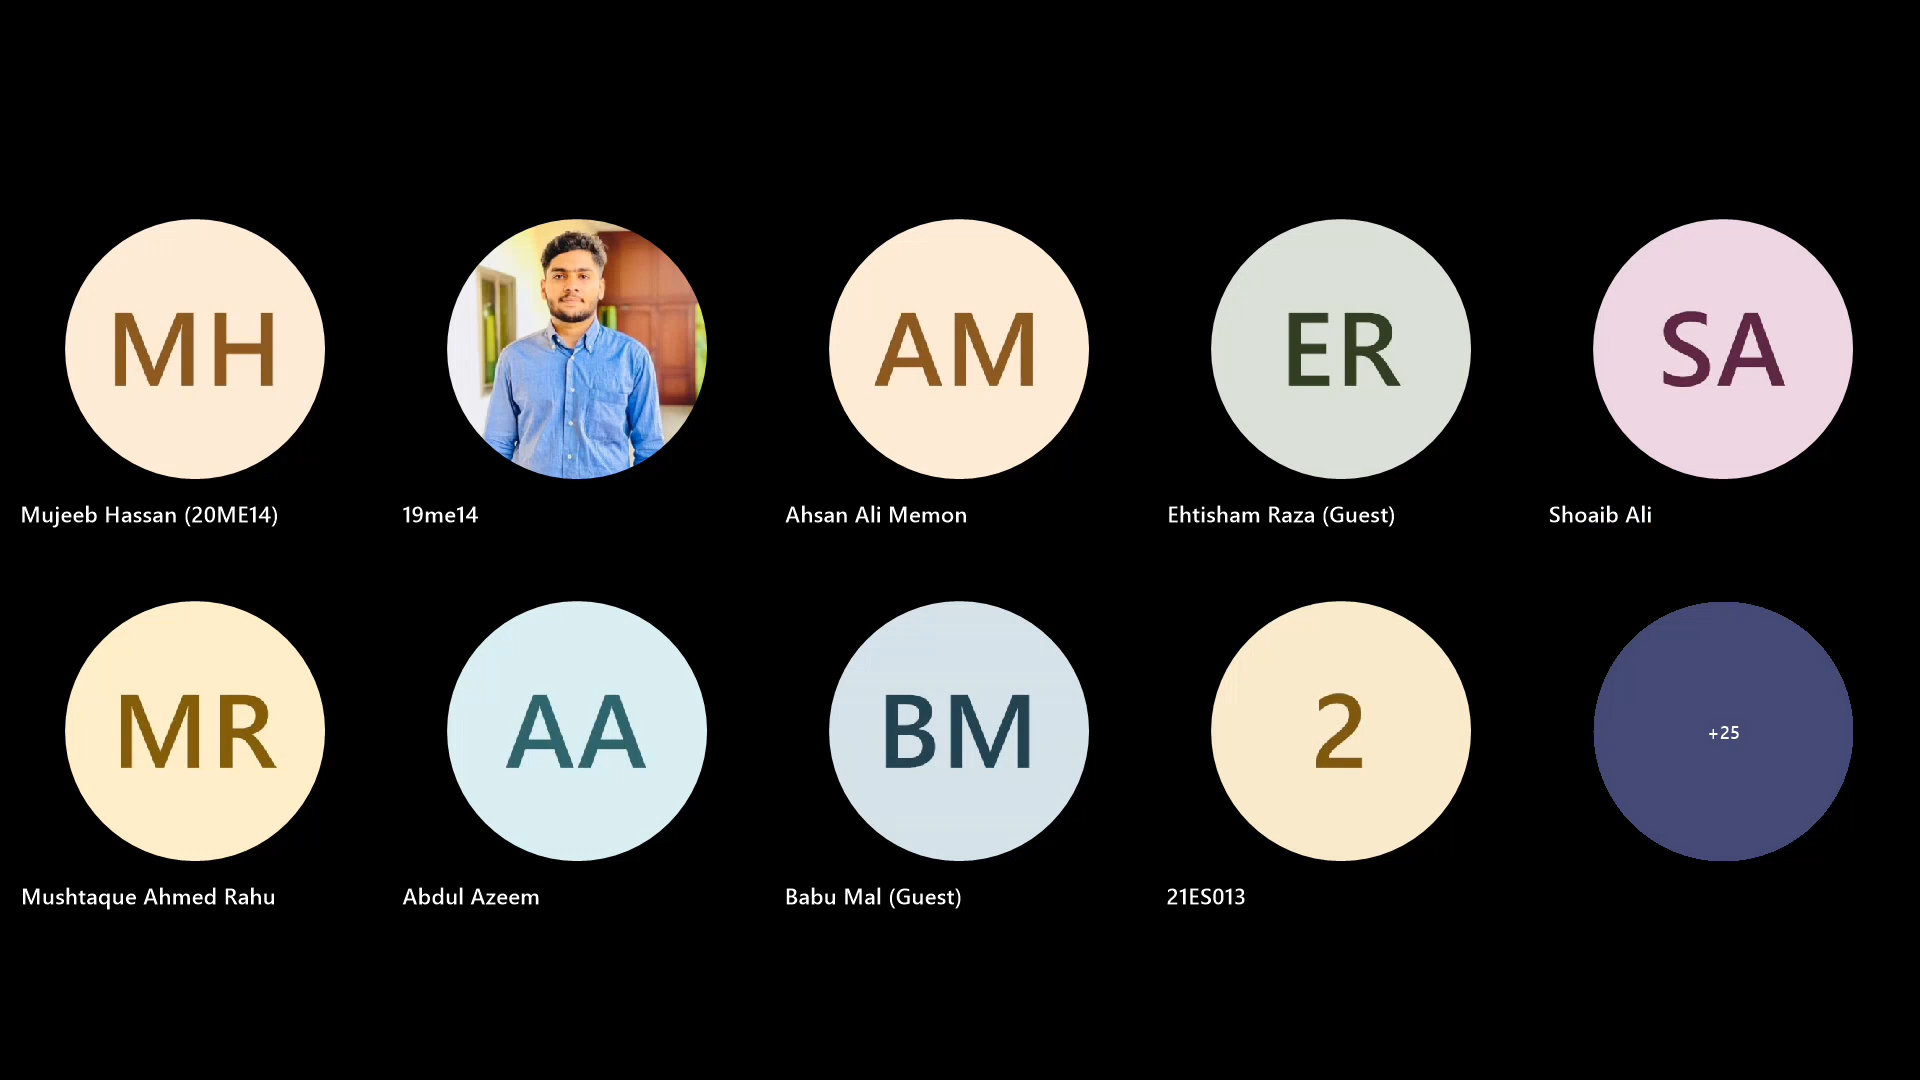 MH
AM
ER
SA
Mujeeb Hassan (20ME14)
19me14
Ahsan Ali Memon
Ehtisham Raza (Guest)
Shoaib Ali
MR
AA
BM
2
+25
Mushtaque Ahmed Rahu
Abdul Azeem
Babu Mal (Guest)
21ES013